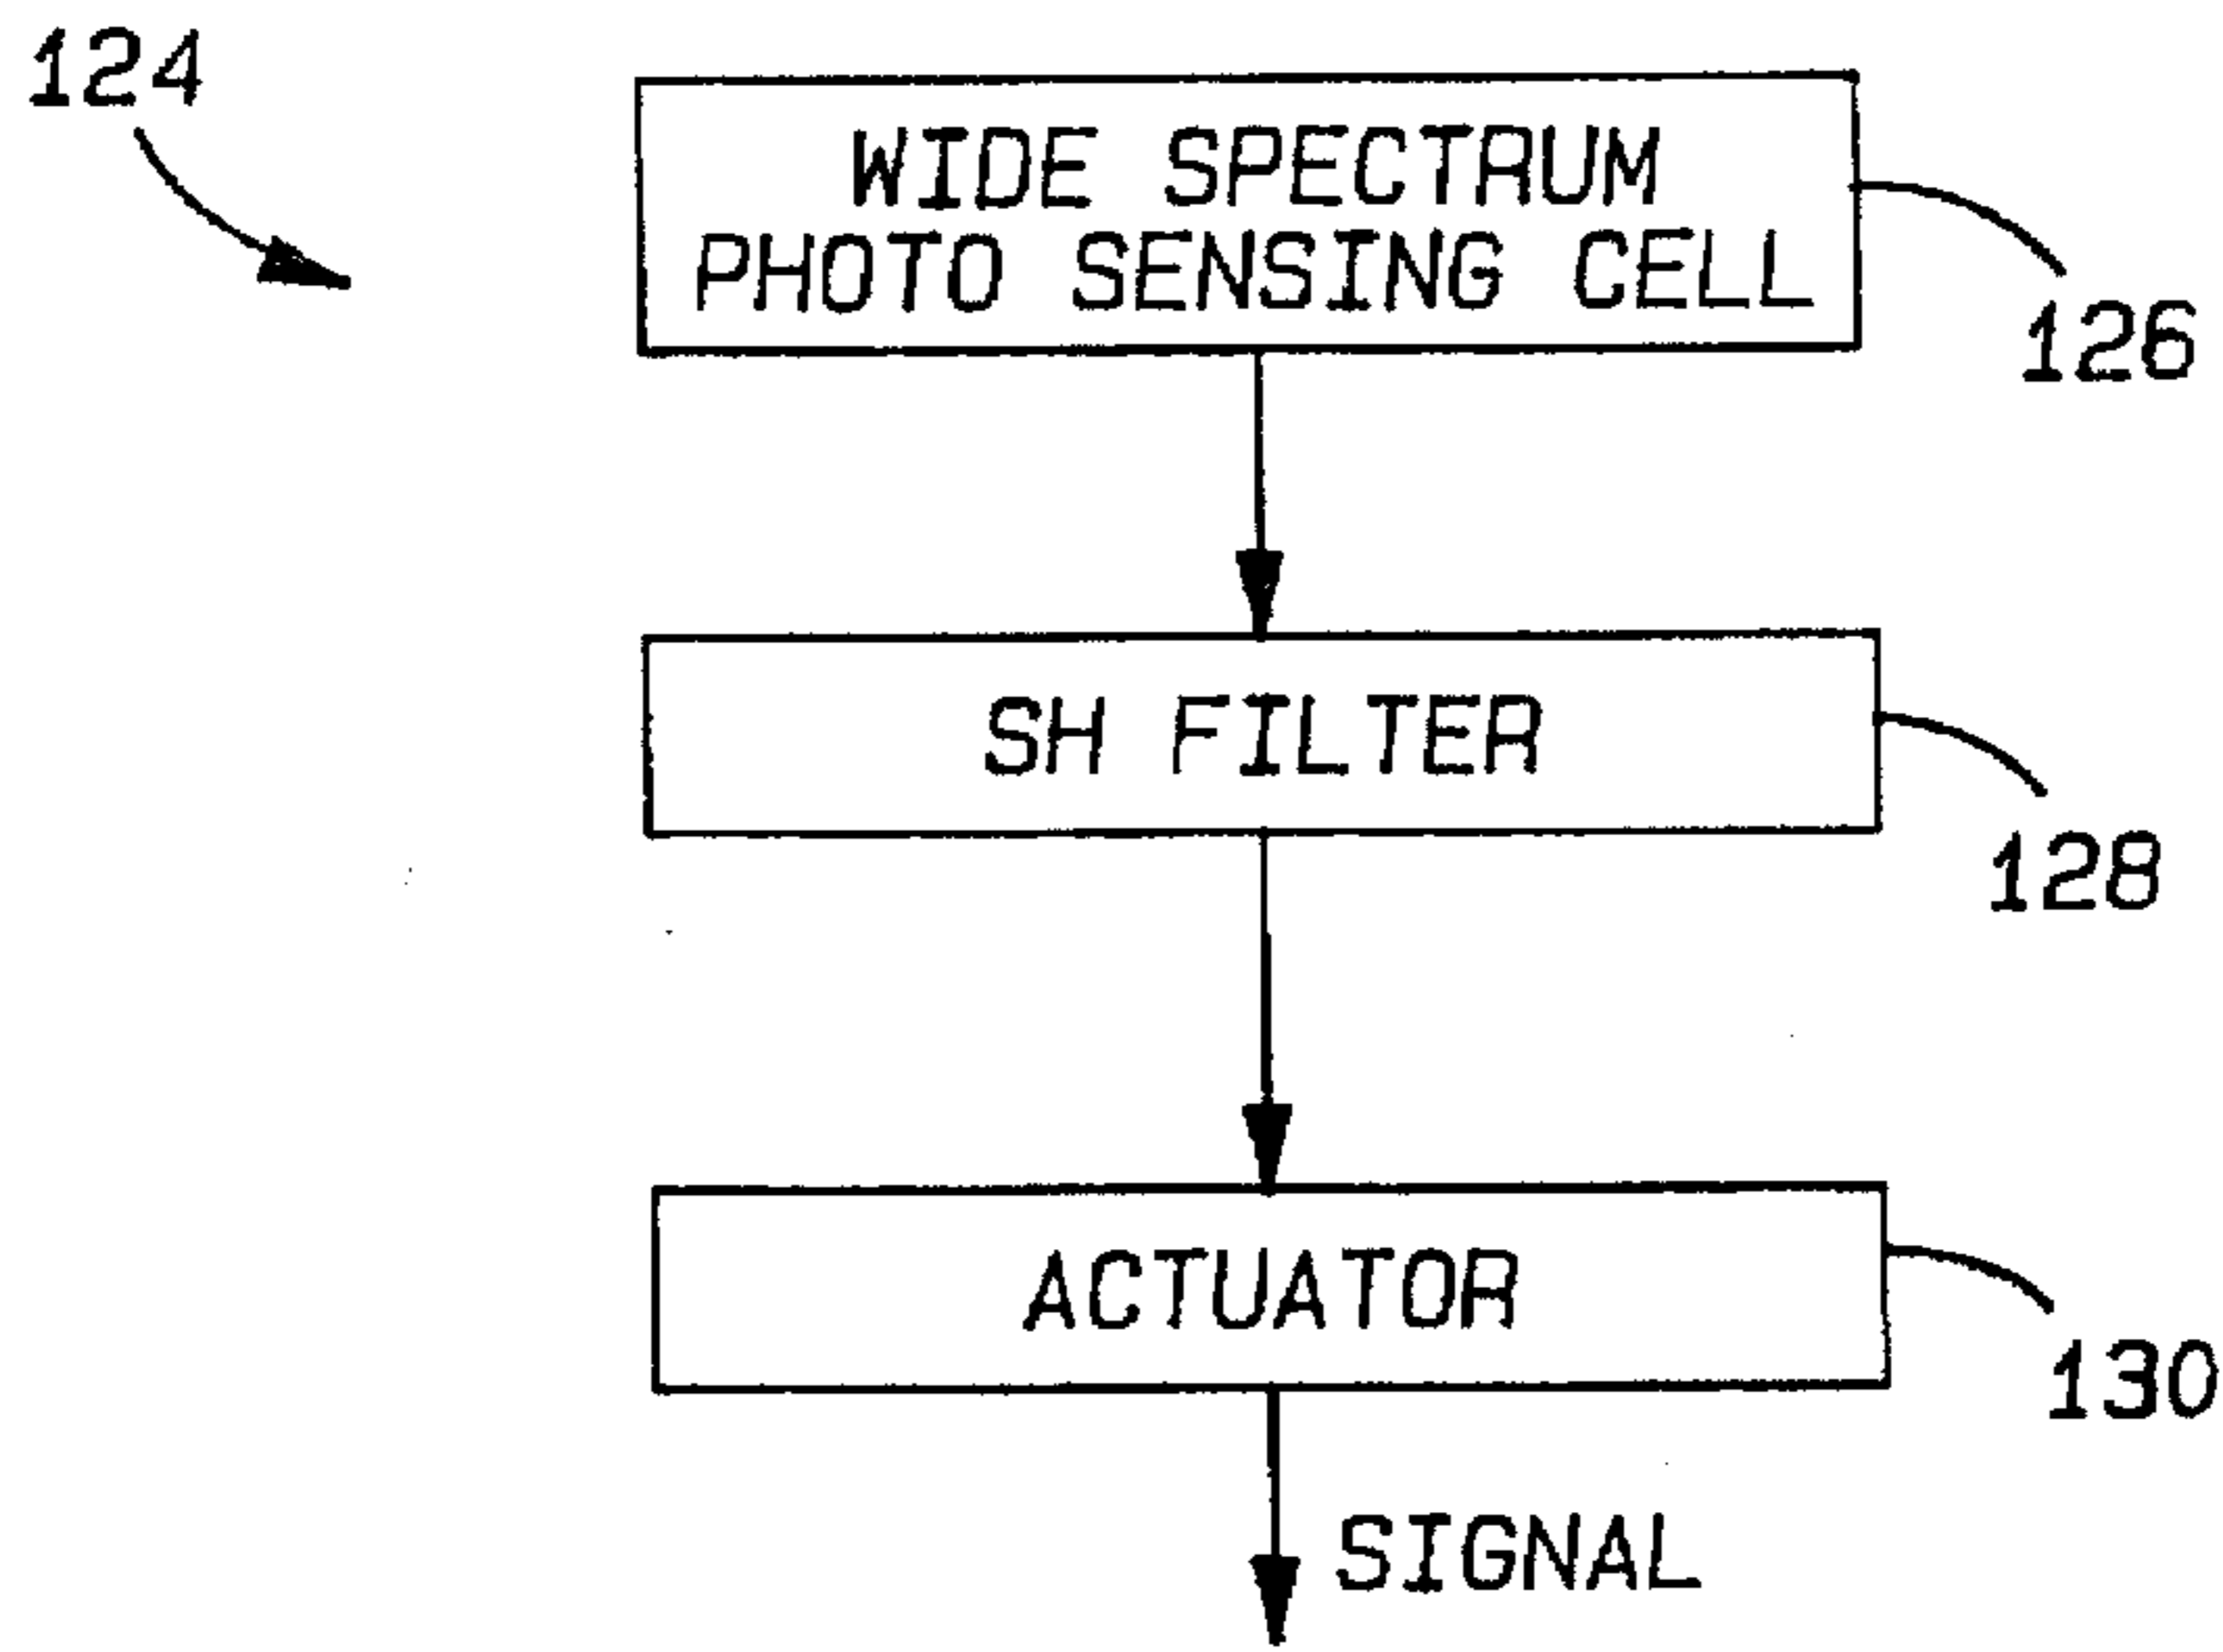 124
WIDE SPECTRUM
PHOTO SENSING CELL
126
SH FILTER
128
ACTUATOR
130
SIGNAL